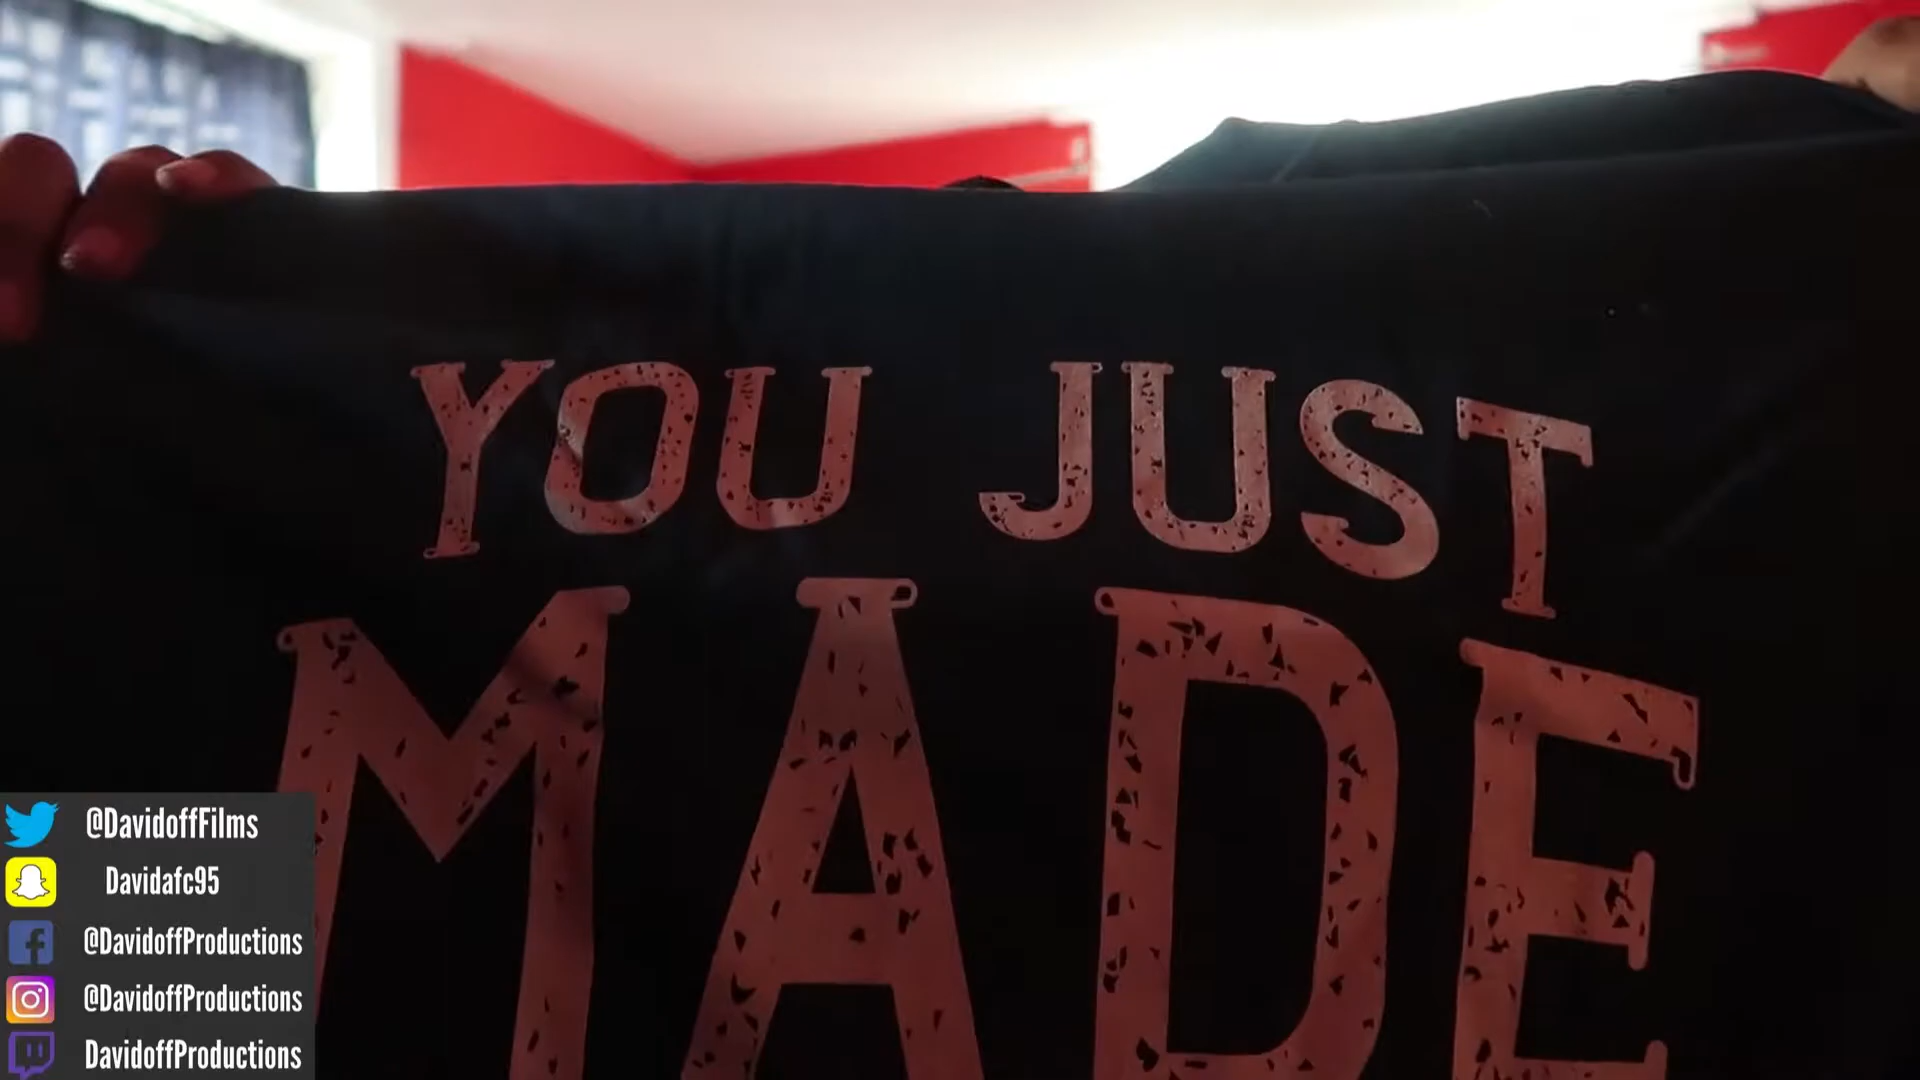 YOU JUST
MADE
@DavidoffFilms
Davidafc95
@DavidoffProductions
@DavidoffProductions
DavidoffProductions